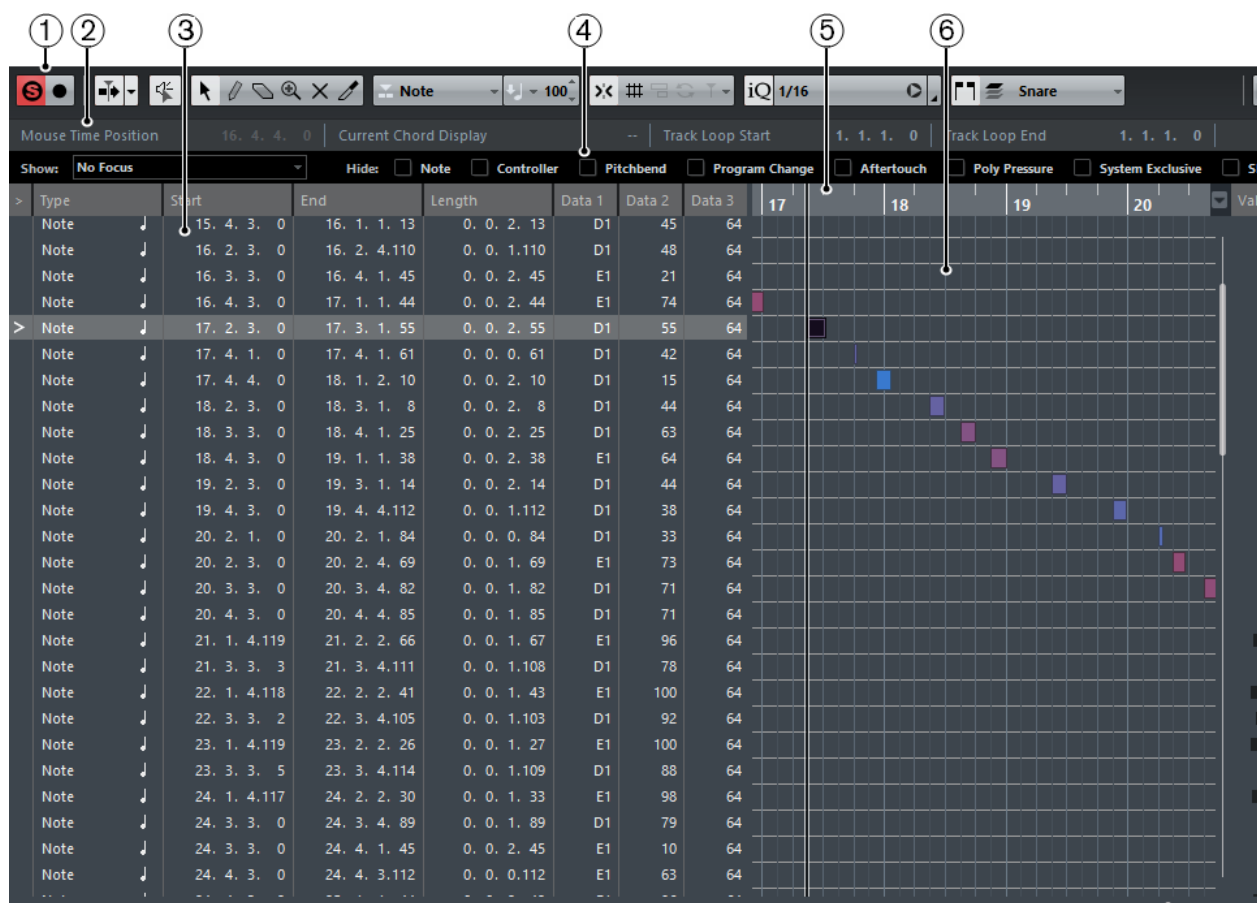 1 2 3 4 5 6
S Note 100 iQ 1/16 Snare
Mouse Time Position 16. 4. 4. 0 Current Chord Display -- Track Loop Start 1. 1. 1. 0 Track Loop End 1. 1. 1. 0
Show: No Focus Hide: Note Controller Pitchbend Program Change Aftertouch Poly Pressure System Exclusive
> Type Start End Length Data 1 Data 2 Data 3 17 18 19 20
Note 15. 4. 3. 0 16. 1. 1. 13 0. 0. 2. 13 D1 45 64
Note 16. 2. 3. 0 16. 2. 4.110 0. 0. 1.110 D1 48 64
Note 16. 3. 3. 0 16. 4. 1. 45 0. 0. 2. 45 E1 21 64
Note 16. 4. 3. 0 17. 1. 1. 44 0. 0. 2. 44 E1 74 64
> Note 17. 2. 3. 0 17. 3. 1. 55 0. 0. 2. 55 D1 55 64
Note 17. 4. 1. 0 17. 4. 1. 61 0. 0. 0. 61 D1 42 64
Note 17. 4. 4. 0 18. 1. 2. 10 0. 0. 2. 10 D1 15 64
Note 18. 2. 3. 0 18. 3. 1. 8 0. 0. 2. 8 D1 44 64
Note 18. 3. 3. 0 18. 4. 1. 25 0. 0. 2. 25 D1 63 64
Note 18. 4. 3. 0 19. 1. 1. 38 0. 0. 2. 38 E1 64 64
Note 19. 2. 3. 0 19. 3. 1. 14 0. 0. 2. 14 D1 44 64
Note 19. 4. 3. 0 19. 4. 4.112 0. 0. 1.112 D1 38 64
Note 20. 2. 1. 0 20. 2. 1. 84 0. 0. 0. 84 D1 33 64
Note 20. 2. 3. 0 20. 2. 4. 69 0. 0. 1. 69 E1 73 64
Note 20. 3. 3. 0 20. 3. 4. 82 0. 0. 1. 82 D1 71 64
Note 20. 4. 3. 0 20. 4. 4. 85 0. 0. 1. 85 D1 71 64
Note 21. 1. 4.119 21. 2. 2. 66 0. 0. 1. 67 E1 96 64
Note 21. 3. 3. 3 21. 3. 4.111 0. 0. 1.108 D1 78 64
Note 22. 1. 4.118 22. 2. 2. 41 0. 0. 1. 43 E1 100 64
Note 22. 3. 3. 2 22. 3. 4.105 0. 0. 1.103 D1 92 64
Note 23. 1. 4.119 23. 2. 2. 26 0. 0. 1. 27 E1 100 64
Note 23. 3. 3. 5 23. 3. 4.114 0. 0. 1.109 D1 88 64
Note 24. 1. 4.117 24. 2. 2. 30 0. 0. 1. 33 E1 98 64
Note 24. 3. 3. 0 24. 3. 4. 89 0. 0. 1. 89 D1 79 64
Note 24. 3. 3. 0 24. 4. 1. 45 0. 0. 2. 45 E1 10 64
Note 24. 4. 3. 0 24. 4. 3.112 0. 0. 0.112 E1 63 64